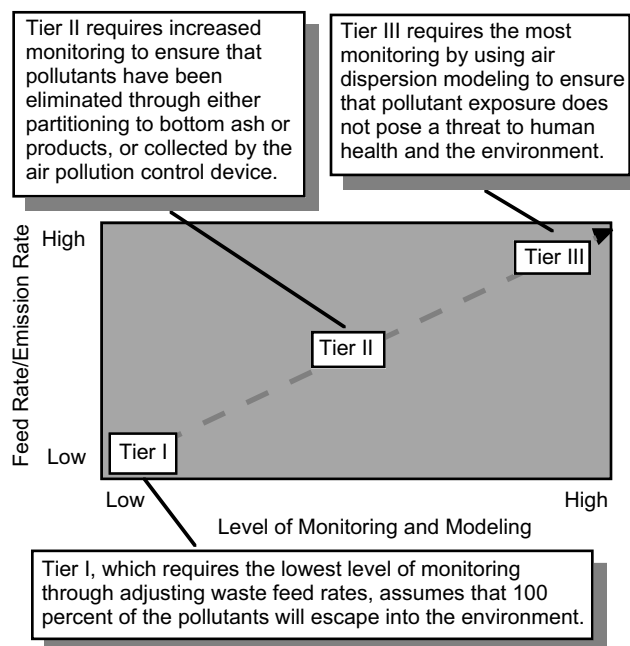 Tier II requires increased
monitoring to ensure that
pollutants have been
eliminated through either
partitioning to bottom ash or
products, or collected by the
air pollution control device.
Tier III requires the most
monitoring by using air
dispersion modeling to ensure
that pollutant exposure does
not pose a threat to human
health and the environment.
Feed Rate/Emission Rate
High
Tier III
Tier II
Tier I
Low
Low
High
Level of Monitoring and Modeling
Tier I, which requires the lowest level of monitoring
through adjusting waste feed rates, assumes that 100
percent of the pollutants will escape into the environment.